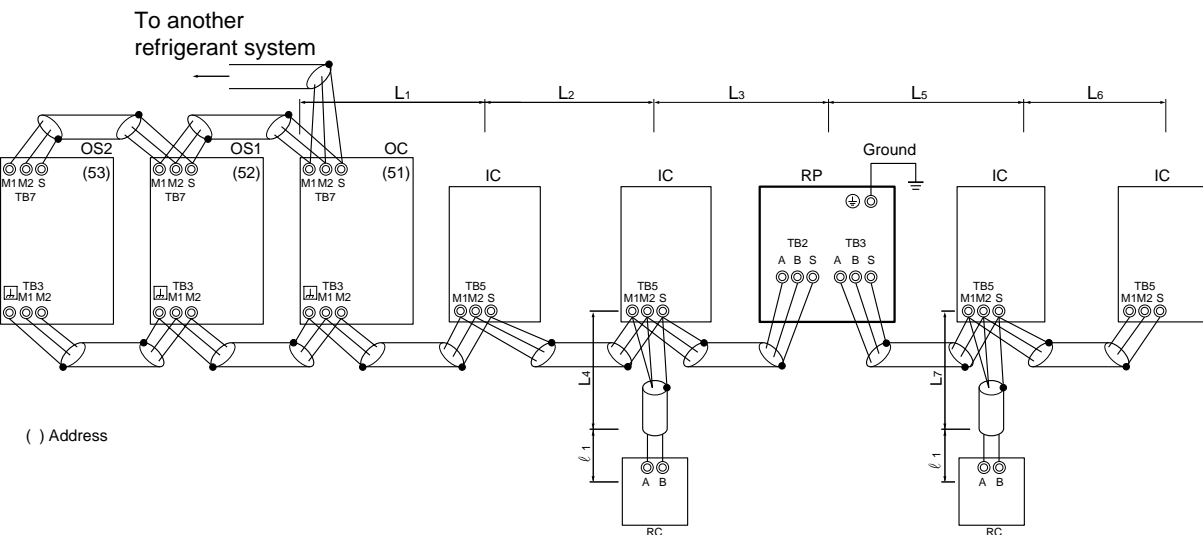 To another
refrigerant system
L1 L2 L3 L5 L6
OS2 OS1 OC Ground
(53) (52) (51) IC IC RP IC IC
M1 M2 S M1 M2 S M1 M2 S
TB7 TB7 TB7
TB2 TB3
A B S A B S
TB3 TB3 TB3 TB5 TB5 TB5 TB5
M1 M2 M1 M2 M1 M2 M1 M2 S M1 M2 S M1 M2 S M1 M2 S
L4 L7
( ) Address
ℓ 1 ℓ 1
A B A B
RC RC